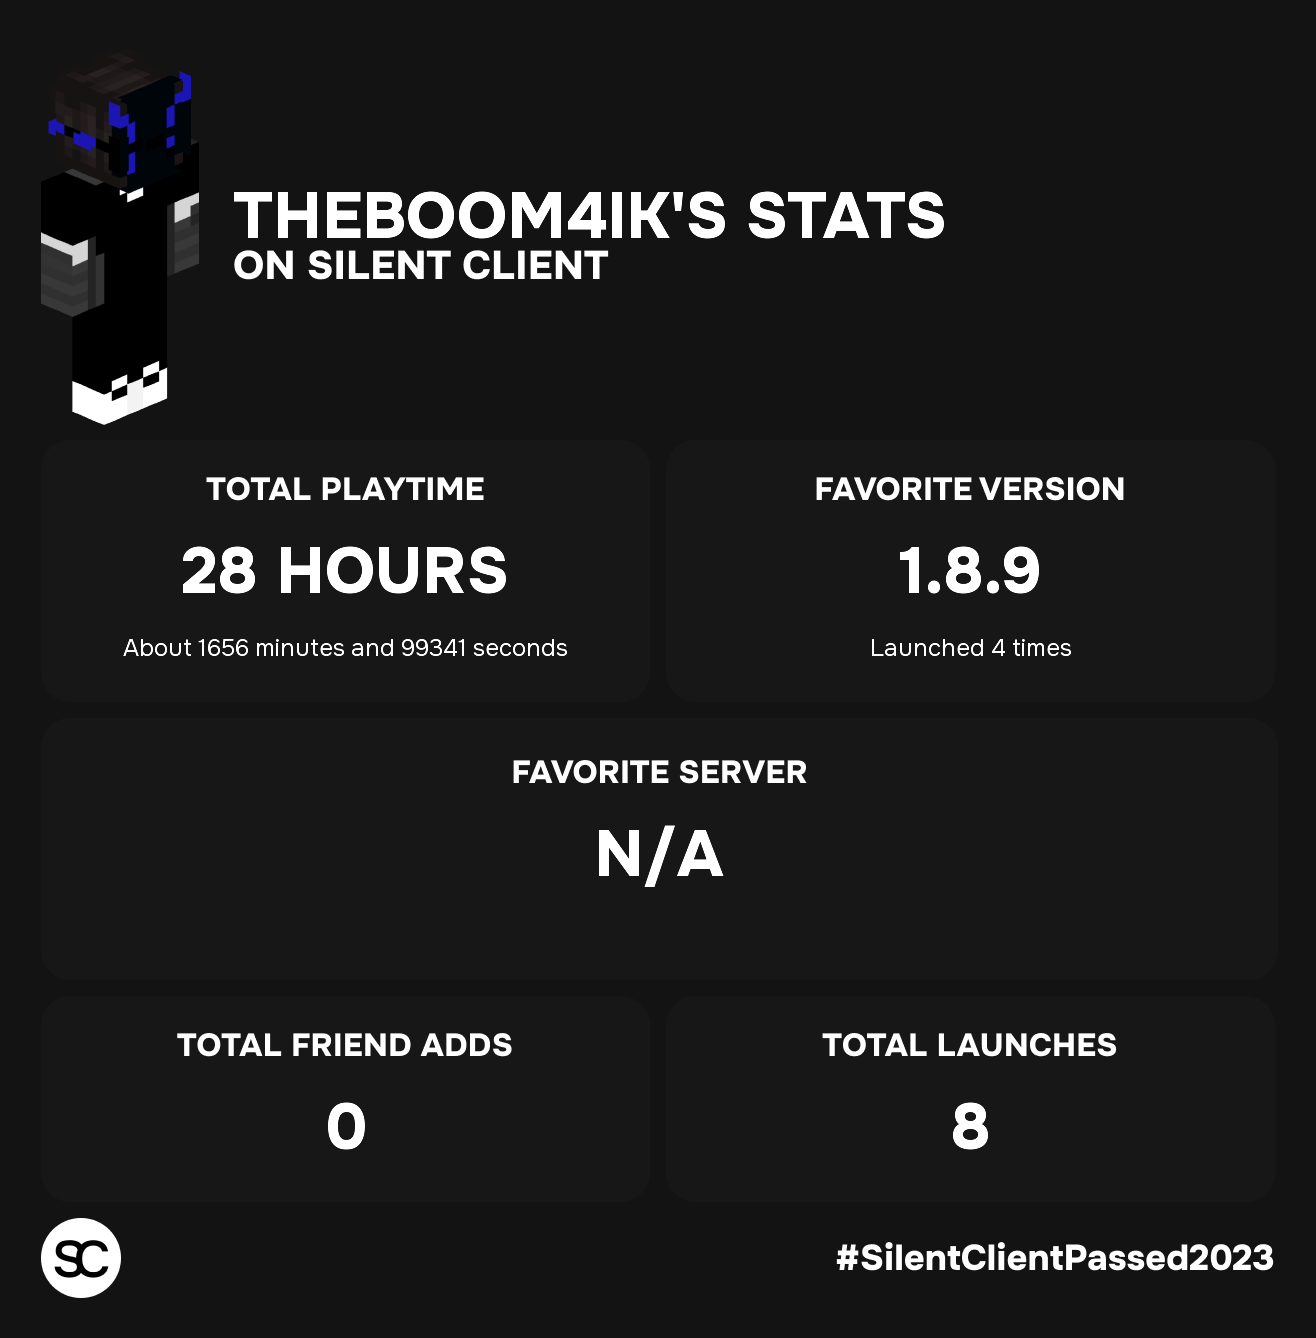 THEBOOM4IK'S STATS
ON SILENT CLIENT
TOTAL PLAYTIME
28 HOURS
About 1656 minutes and 99341 seconds
FAVORITE VERSION
1.8.9
Launched 4 times
FAVORITE SERVER
N/A
TOTAL FRIEND ADDS
0
TOTAL LAUNCHES
8
SC
#SilentClientPassed2023